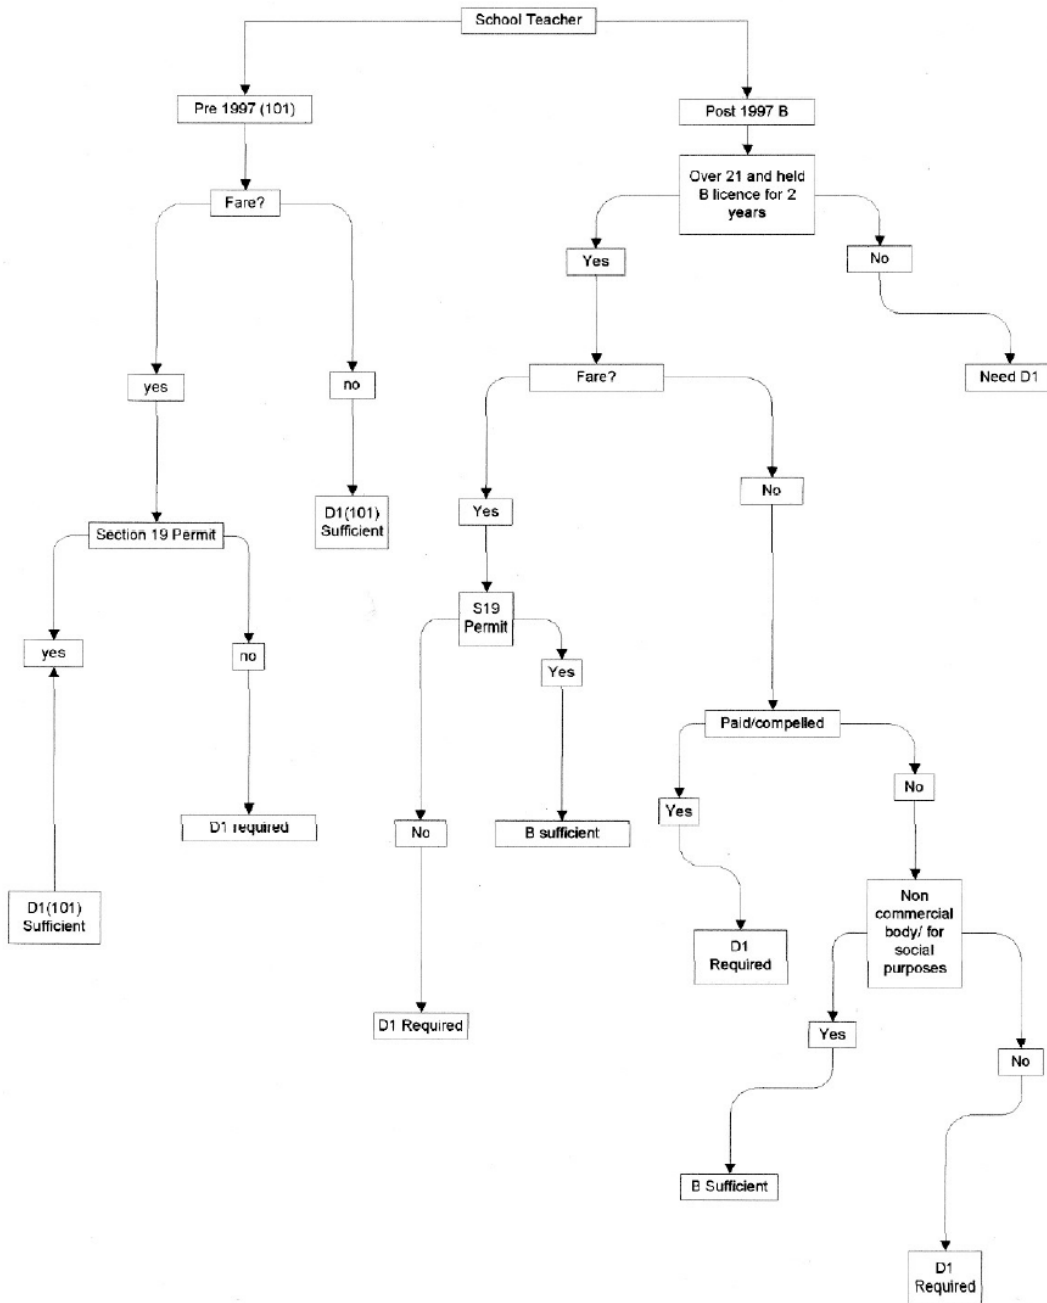 School Teacher
Pre 1997 (101)
Post 1997 B
Over 21 and held
B licence for 2
years
Fare?
Yes
No
Fare?
Need D1
yes
no
D1(101)
Sufficient
Yes
No
Section 19 Permit
S19
Permit
yes
no
Yes
Paid/compelled
No
Yes
D1 required
No
B sufficient
D1(101)
Sufficient
Non
commercial
body/ for
social
purposes
D1
Required
D1 Required
Yes
No
B Sufficient
D1
Required